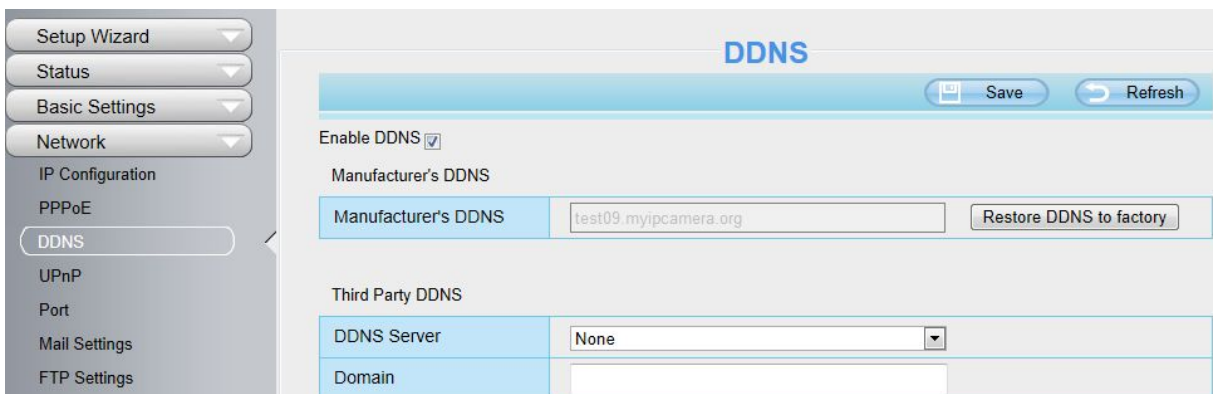 Setup Wizard
Status
Basic Settings
Network
IP Configuration
PPPoE
DDNS
UPnP
Port
Mail Settings
FTP Settings
DDNS
Save
Refresh
Enable DDNS
Manufacturer's DDNS
Manufacturer's DDNS
test09.myipcamera.org
Restore DDNS to factory
Third Party DDNS
DDNS Server
None
Domain